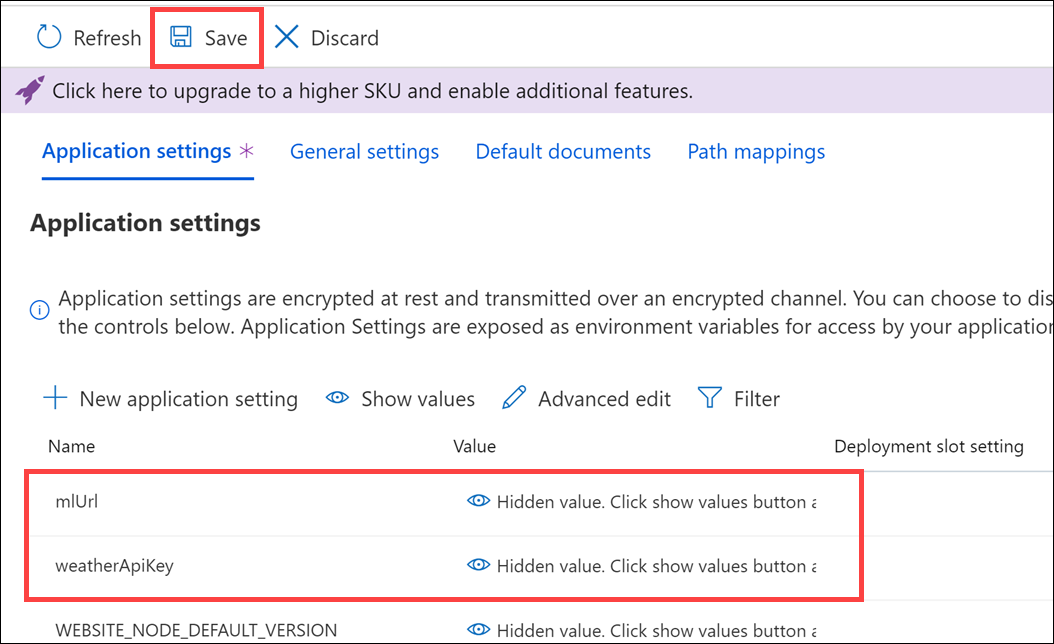 Refresh Save Discard
Click here to upgrade to a higher SKU and enable additional features.
Application settings * General settings Default documents Path mappings
Application settings
Application settings are encrypted at rest and transmitted over an encrypted channel. You can choose to dis
the controls below. Application Settings are exposed as environment variables for access by your application
New application setting Show values Advanced edit Filter
Name Value Deployment slot setting
mlUrl Hidden value. Click show values button a
weatherApiKey Hidden value. Click show values button a
WEBSITE_NODE_DEFAULT_VERSION Hidden value. Click show values button a